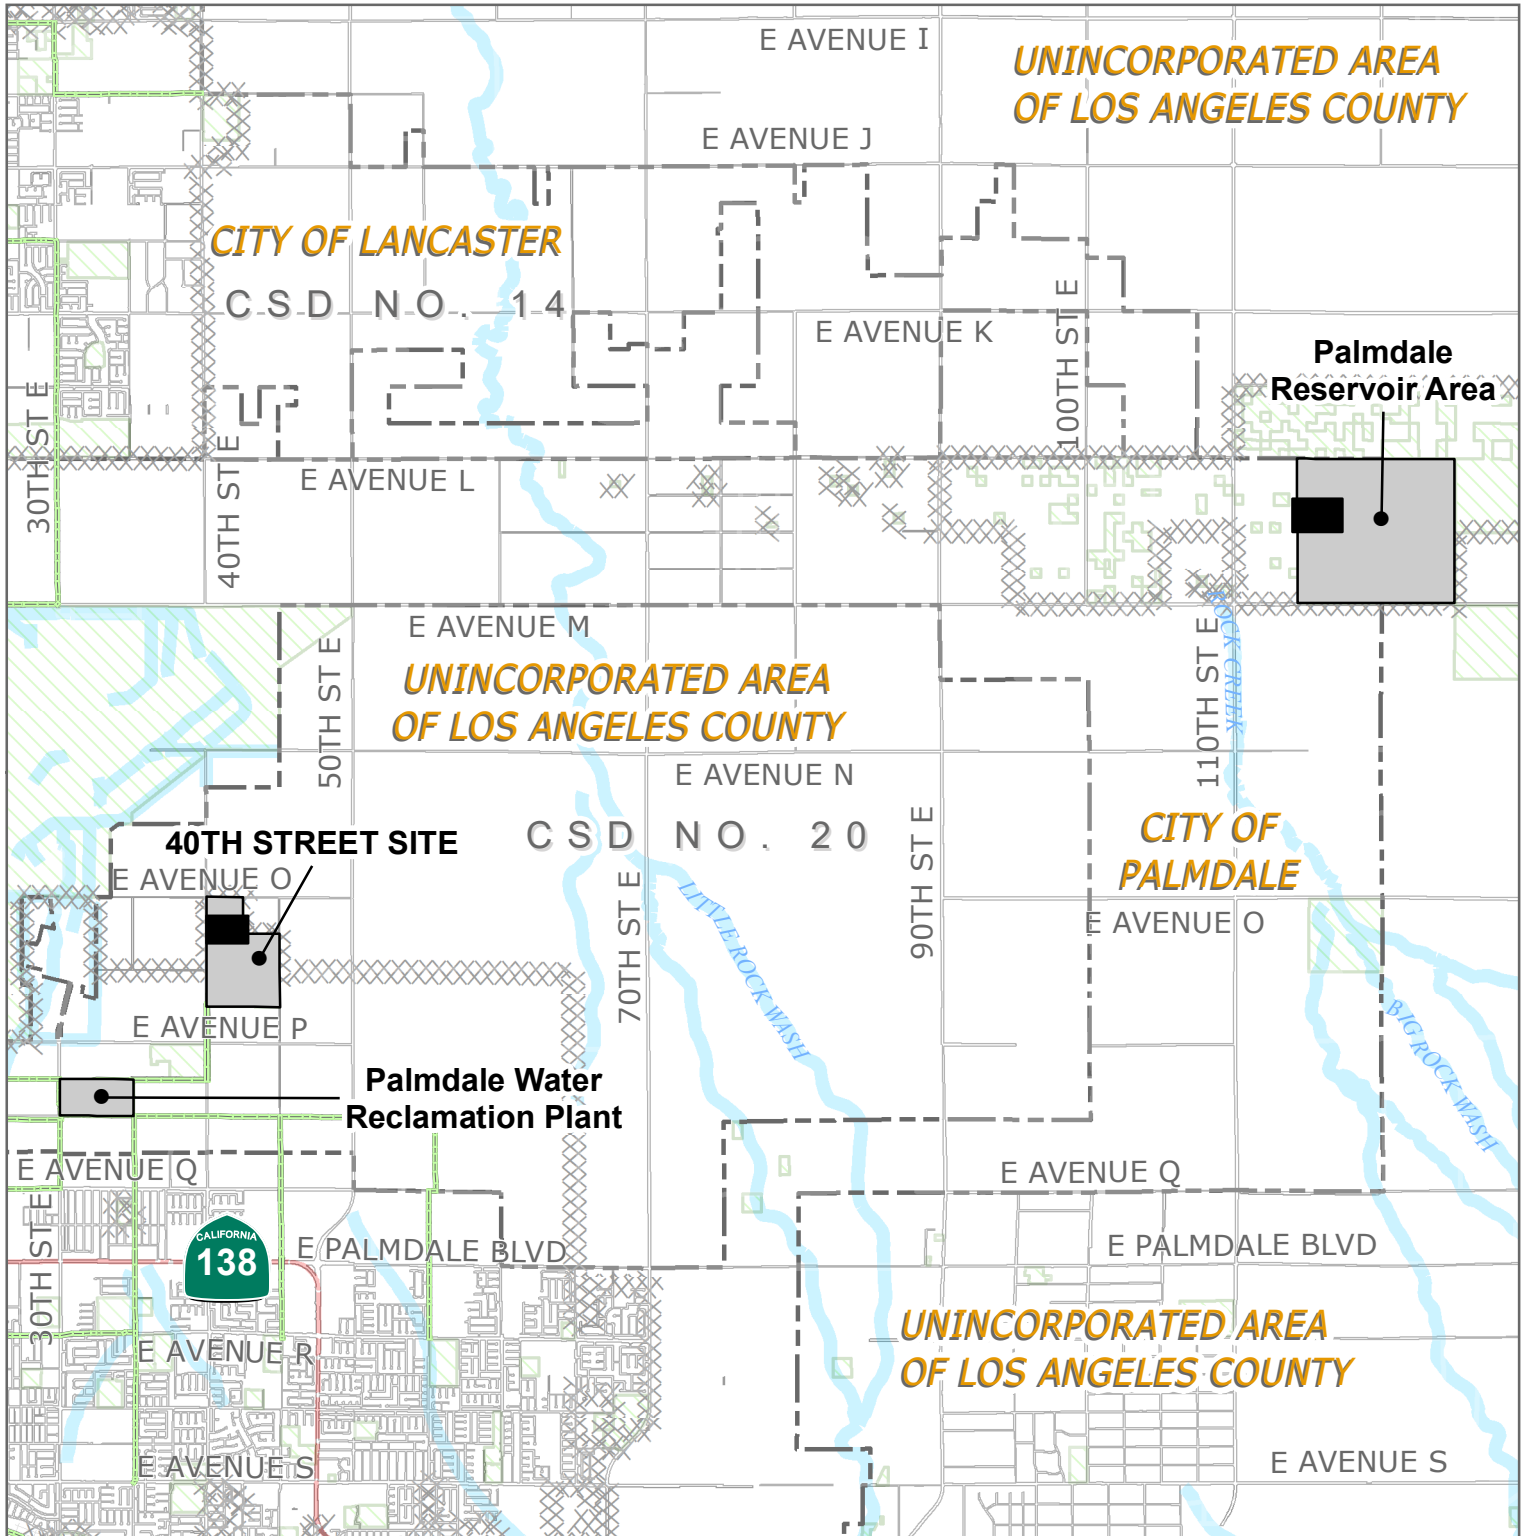 E AVENUE I
UNINCORPORATED AREA
OF LOS ANGELES COUNTY
E AVENUE J
CITY OF LANCASTER
CSD NO. 14
E AVENUE K
100TH ST E
Palmdale
Reservoir Area
30TH ST E
40TH ST E
E AVENUE L
E AVENUE M
50TH ST E
UNINCORPORATED AREA
OF LOS ANGELES COUNTY
110TH ST E
ROCK CREEK
E AVENUE N
CSD NO. 20
40TH STREET SITE
CITY OF
PALMDALE
E AVENUE O
70TH ST E
LITTLE ROCK WASH
90TH ST E
E AVENUE O
E AVENUE P
BIG ROCK WASH
Palmdale Water
Reclamation Plant
E AVENUE Q
E AVENUE Q
30TH ST E
CALIFORNIA
138
E PALMDALE BLVD
E PALMDALE BLVD
UNINCORPORATED AREA
OF LOS ANGELES COUNTY
E AVENUE R
E AVENUE S
E AVENUE S